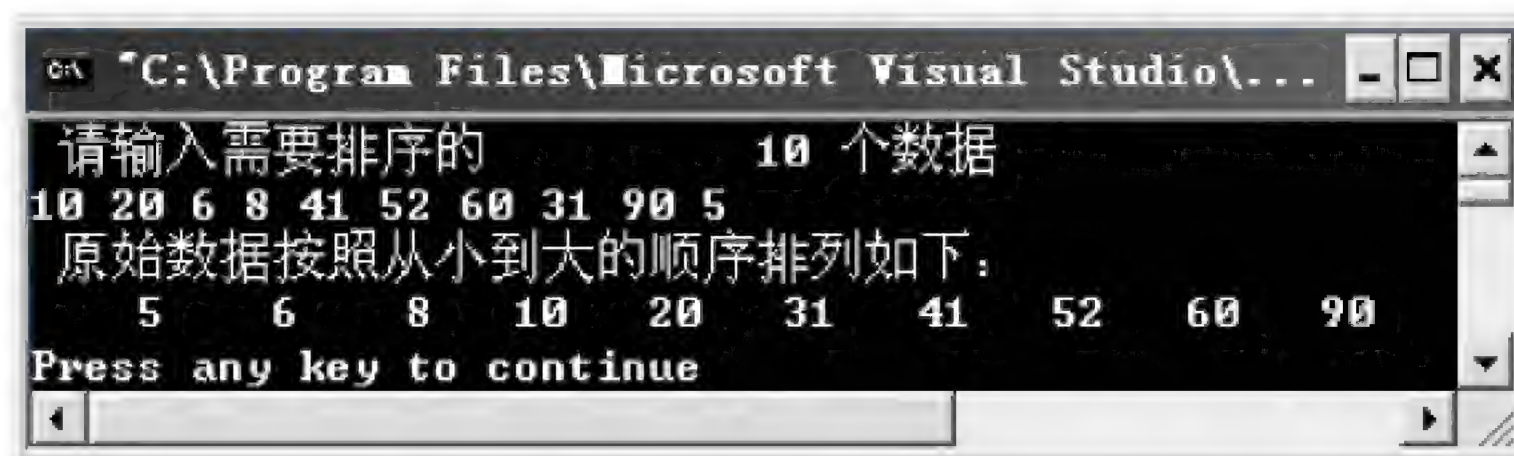 "C:\Program Files\Microsoft Visual Studio\...
请输入需要排序的 10 个数据
10 20 6 8 41 52 60 31 90 5
原始数据按照从小到大的顺序排列如下:
5 6 8 10 20 31 41 52 60 90
Press any key to continue